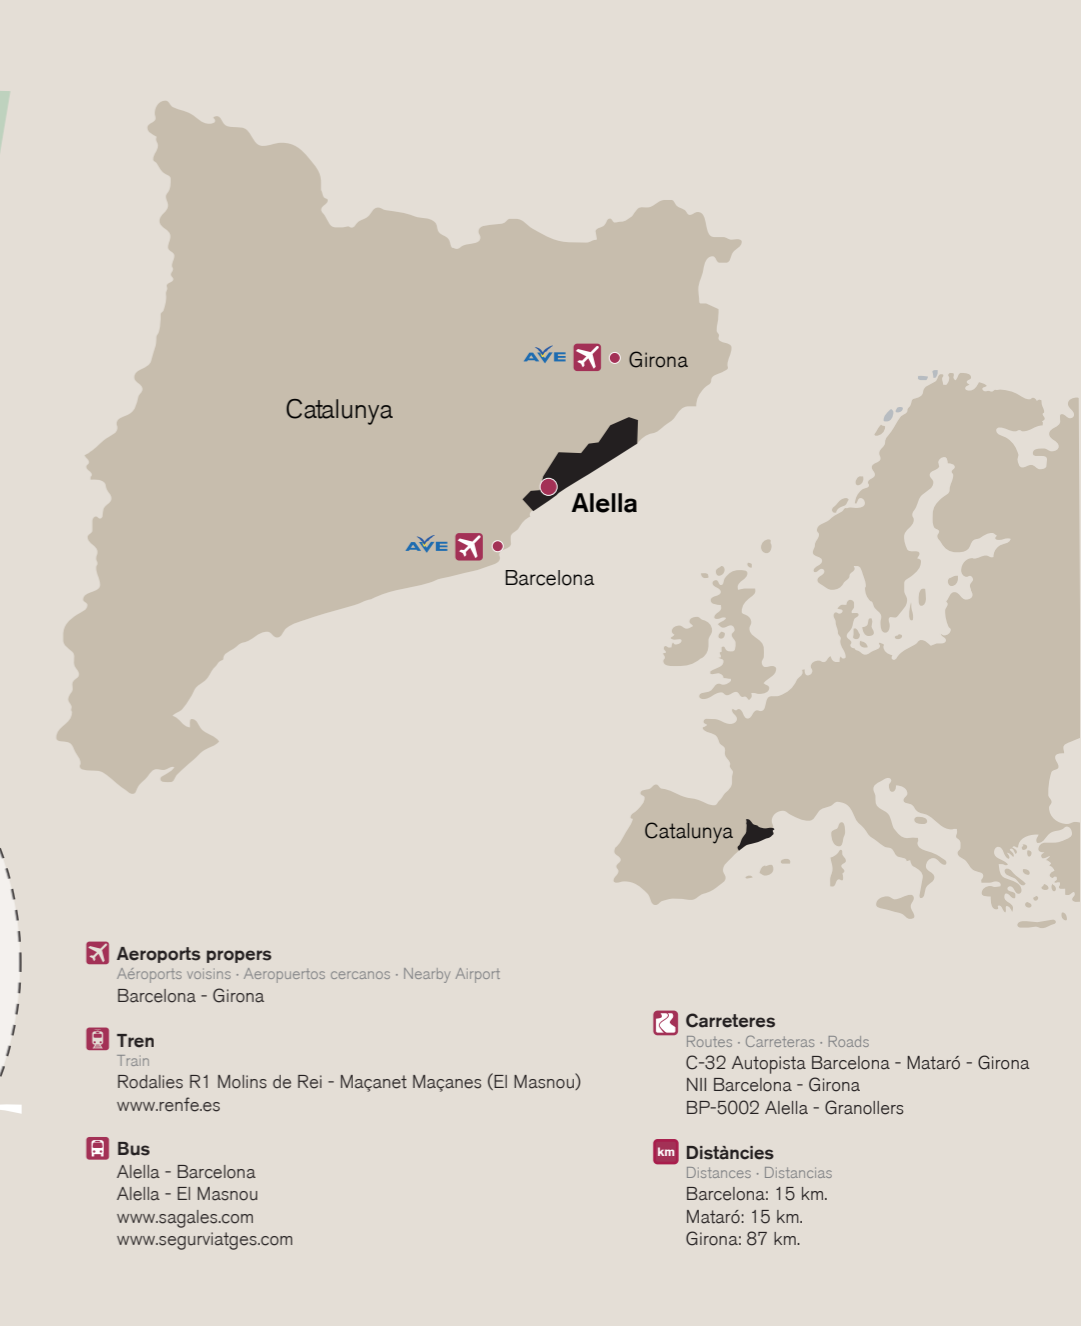 AVE
Girona
Catalunya
Alella
AVE
Barcelona
Catalunya
Aeroports propers
Aéroports voisins · Aeropuertos cercanos · Nearby Airport
Barcelona - Girona
Tren
Train
Rodalies R1 Molins de Rei - Maçanet Maçanes (El Masnou)
www.renfe.es
Bus
Alella - Barcelona
Alella - El Masnou
www.sagales.com
www.segurviatges.com
Carreteres
Routes · Carreteras · Roads
C-32 Autopista Barcelona - Mataró - Girona
NII Barcelona - Girona
BP-5002 Alella - Granollers
km Distàncies
Distances · Distancias
Barcelona: 15 km.
Mataró: 15 km.
Girona: 87 km.